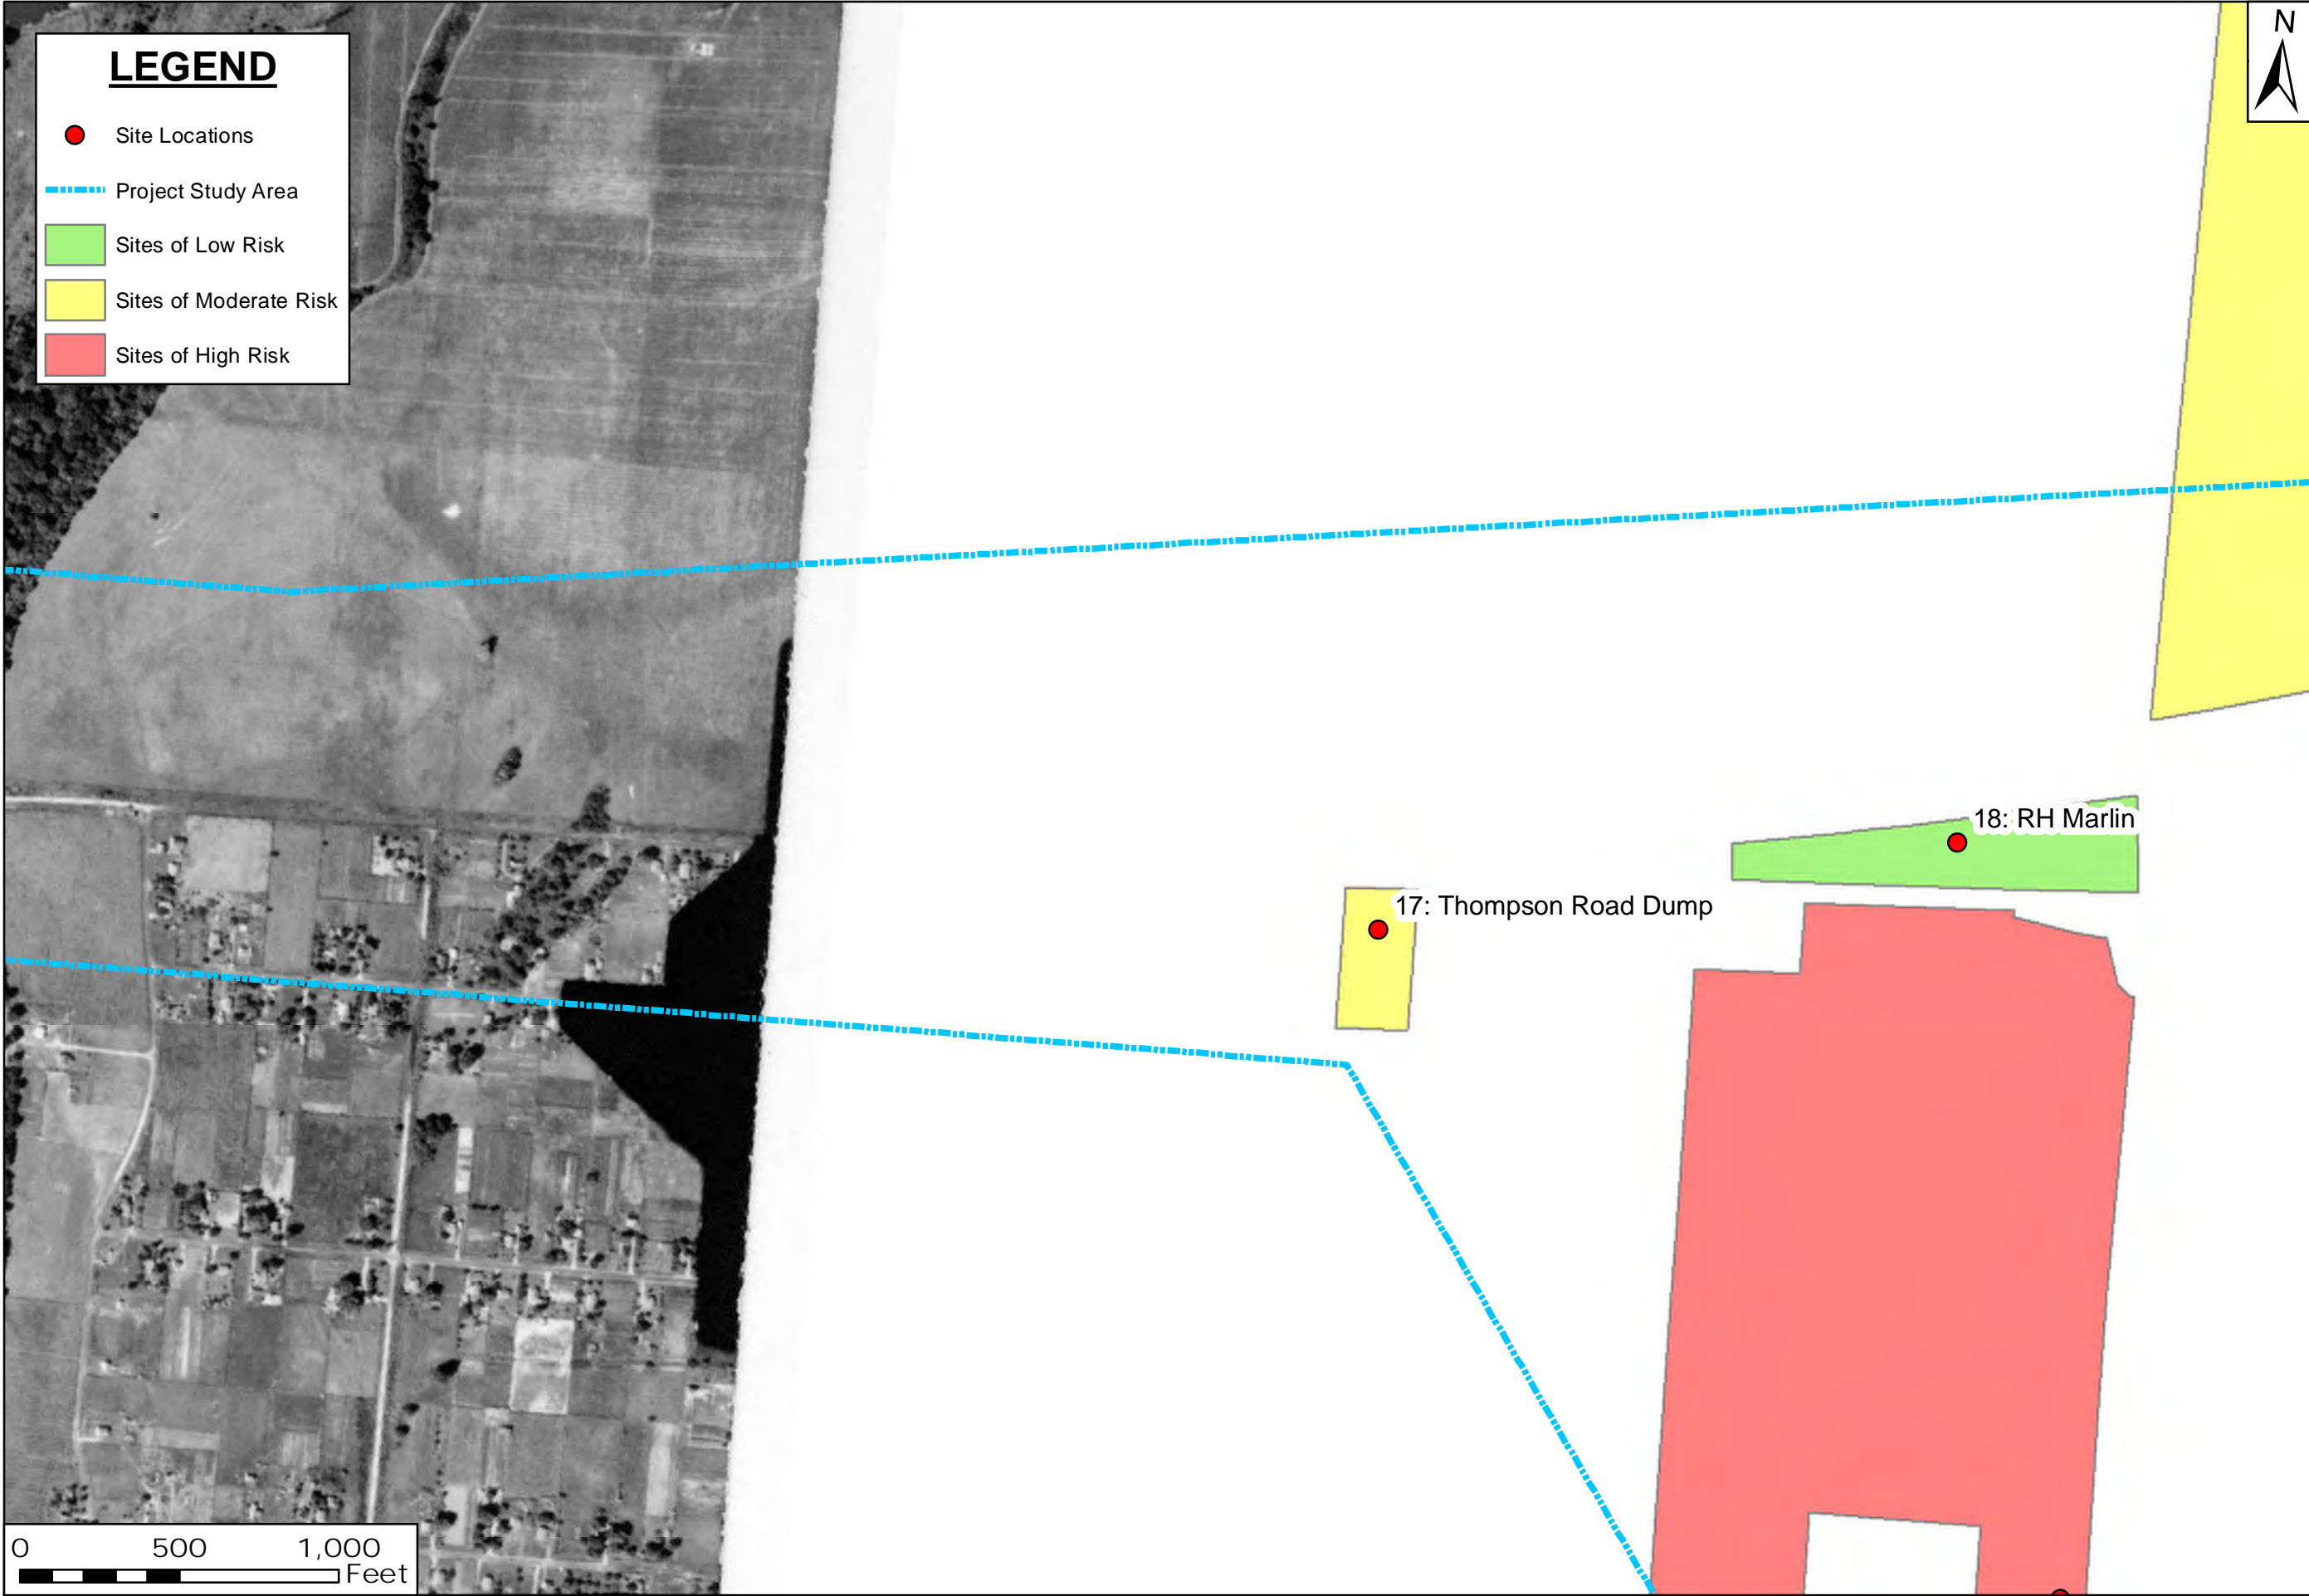 LEGEND
Site Locations
Project Study Area
Sites of Low Risk
Sites of Moderate Risk
Sites of High Risk
N
18: RH Marlin
17: Thompson Road Dump
0 500 1,000
Feet